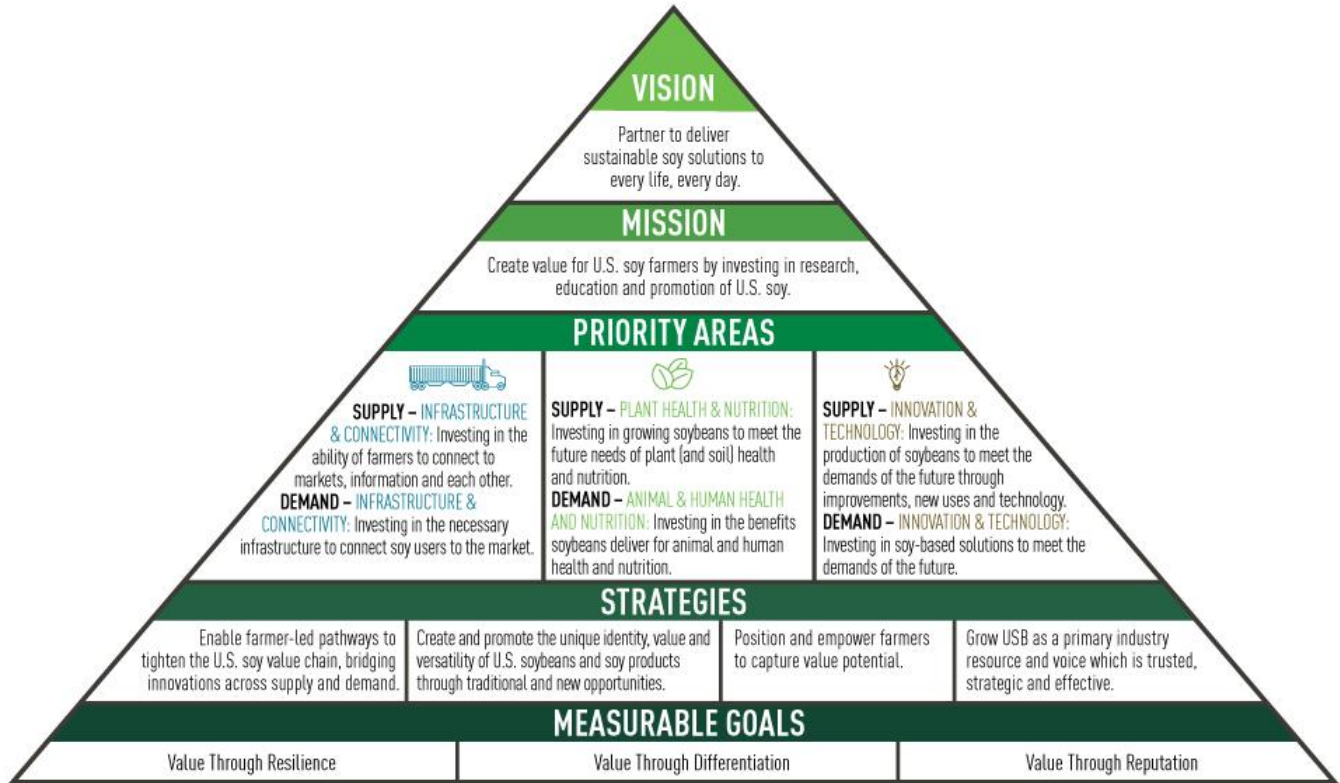 VISION
Partner to deliver
sustainable soy solutions to
every life, every day.
MISSION
Create value for U.S. soy farmers by investing in research,
education and promotion of U.S. soy.
PRIORITY AREAS
SUPPLY – INFRASTRUCTURE
& CONNECTIVITY: Investing in the
ability of farmers to connect to
markets, information and each other.
DEMAND – INFRASTRUCTURE &
CONNECTIVITY: Investing in the necessary
infrastructure to connect soy users to the market.
SUPPLY – PLANT HEALTH & NUTRITION:
Investing in growing soybeans to meet the
future needs of plant (and soil) health
and nutrition.
DEMAND – ANIMAL & HUMAN HEALTH
AND NUTRITION: Investing in the benefits
soybeans deliver for animal and human
health and nutrition.
SUPPLY – INNOVATION &
TECHNOLOGY: Investing in the
production of soybeans to meet the
demands of the future through
improvements, new uses and technology.
DEMAND – INNOVATION & TECHNOLOGY:
Investing in soy-based solutions to meet the
demands of the future.
STRATEGIES
Enable farmer-led pathways to
tighten the U.S. soy value chain, bridging
innovations across supply and demand.
Create and promote the unique identity, value and
versatility of U.S. soybeans and soy products
through traditional and new opportunities.
Position and empower farmers
to capture value potential.
Grow USB as a primary industry
resource and voice which is trusted,
strategic and effective.
MEASURABLE GOALS
Value Through Resilience
Value Through Differentiation
Value Through Reputation